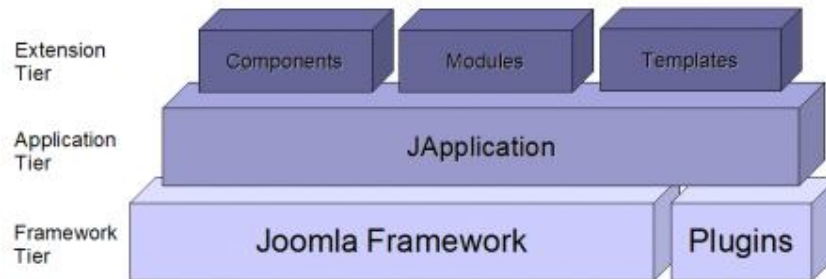 Extension
Tier
Components
Modules
Templates
Application
Tier
JApplication
Framework
Tier
Joomla Framework
Plugins